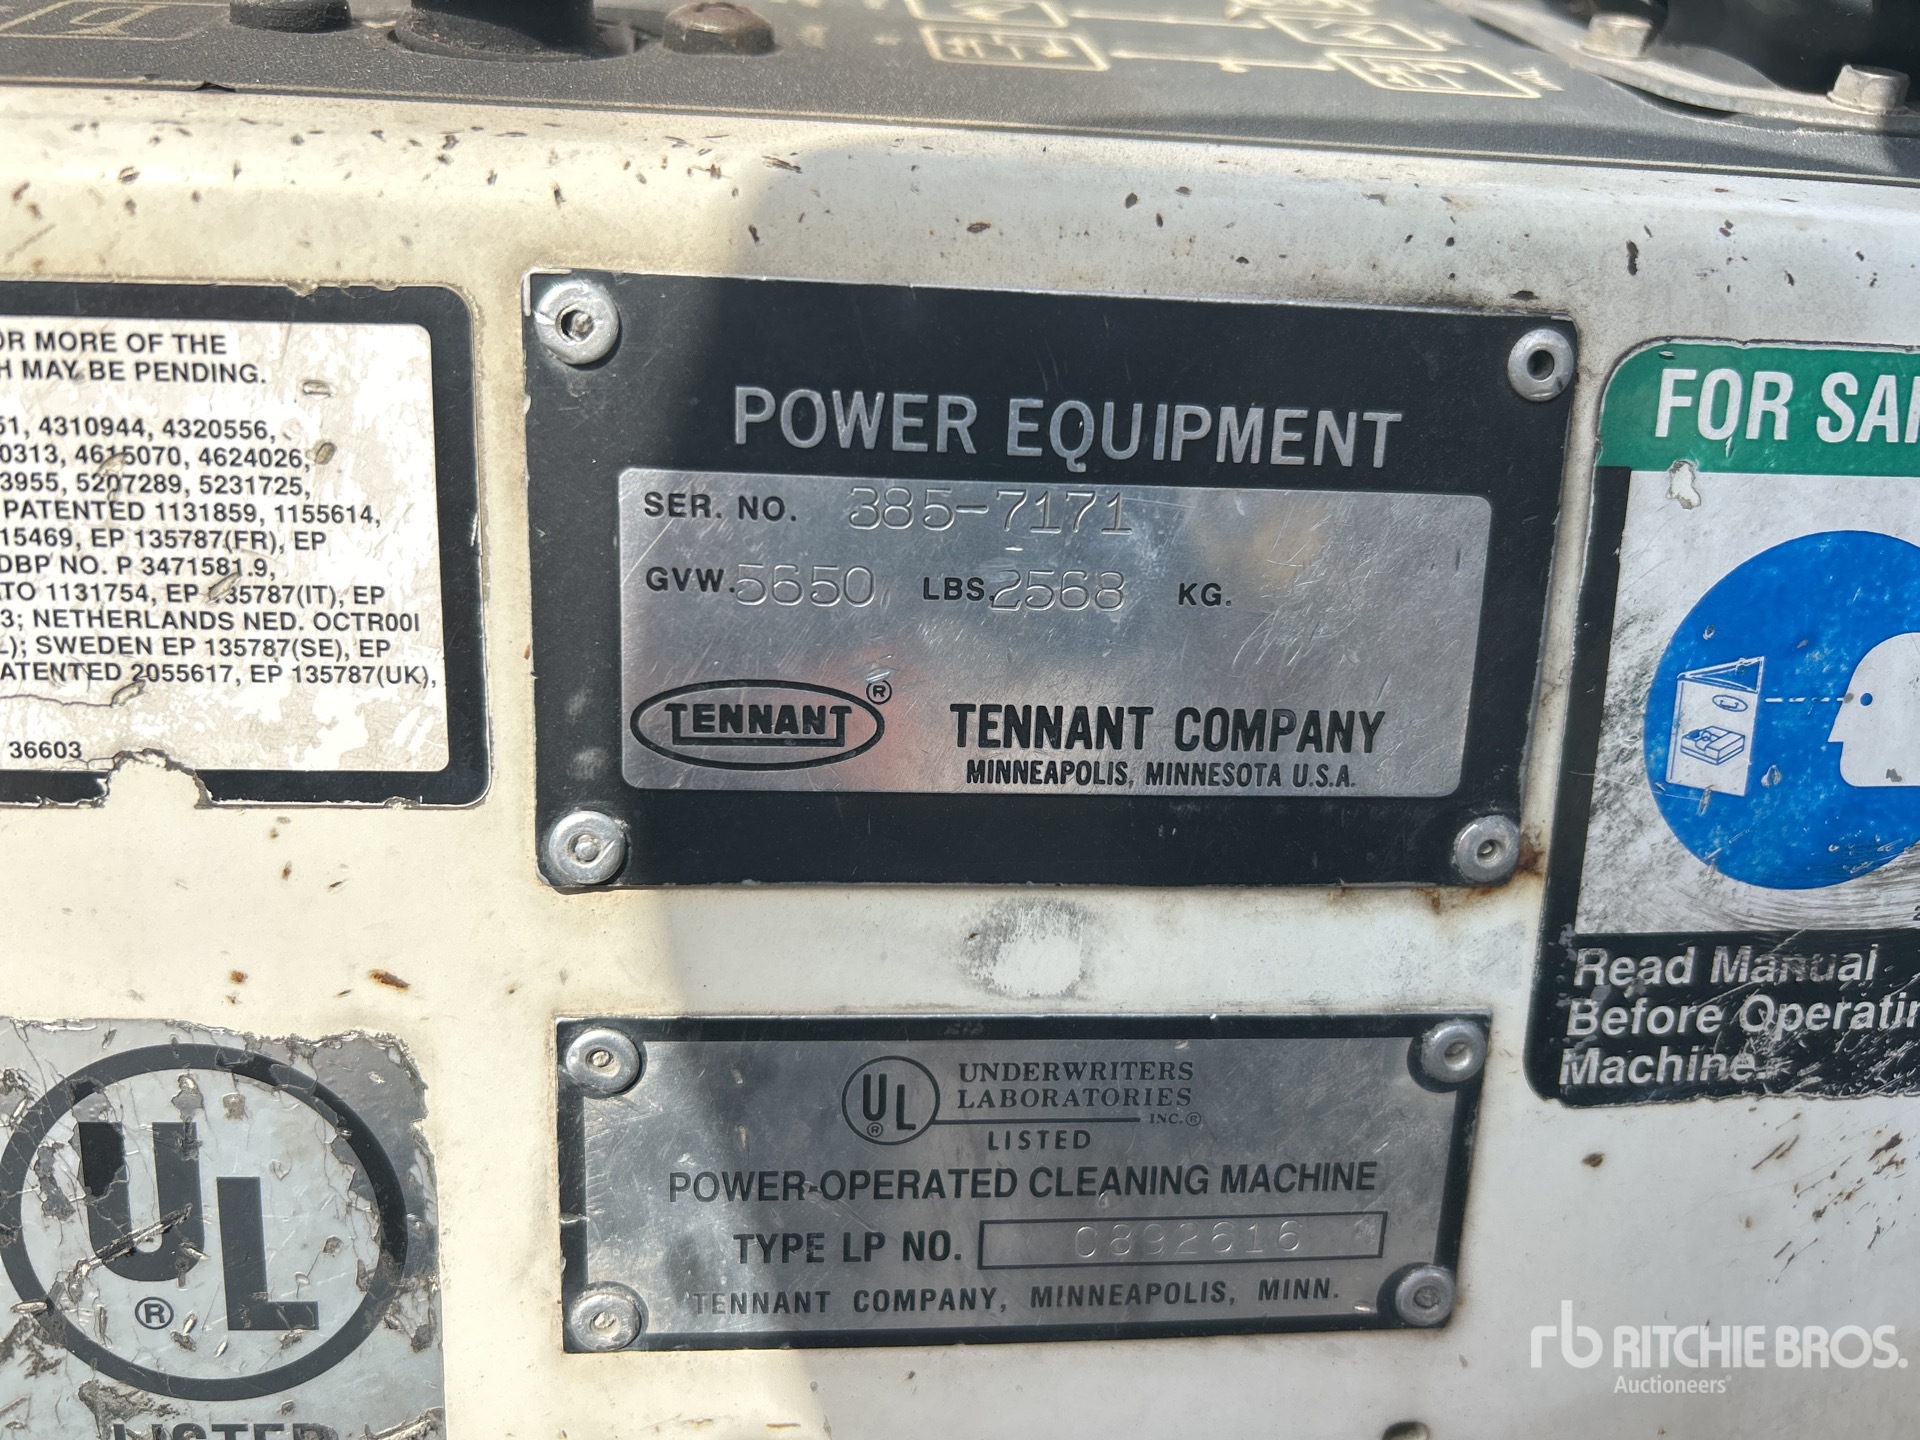 OR MORE OF THE
H MAY BE PENDING.
51, 4310944, 4320556,
0313, 4615070, 4624026,
3955, 5207289, 5231725,
PATENTED 1131859, 1155614,
15469, EP 135787(FR), EP
DBP NO. P 3471581.9,
TO 1131754, EP 135787(IT), EP
3; NETHERLANDS NED. OCTR00I
L); SWEDEN EP 135787(SE), EP
ATENTED 2055617, EP 135787(UK),
36603
POWER EQUIPMENT
SER. NO. 385-7171
GVW. 5650 LBS. 2568 KG.
TENNANT ®
TENNANT COMPANY
MINNEAPOLIS, MINNESOTA U.S.A.
FOR SA
Read Manual
Before Operatin
Machine.
UL ®
LISTED
UL ®
UNDERWRITERS
LABORATORIES
INC.®
LISTED
POWER-OPERATED CLEANING MACHINE
TYPE LP NO. C892616
TENNANT COMPANY, MINNEAPOLIS, MINN.
rb RITCHIE BROS.
Auctioneers